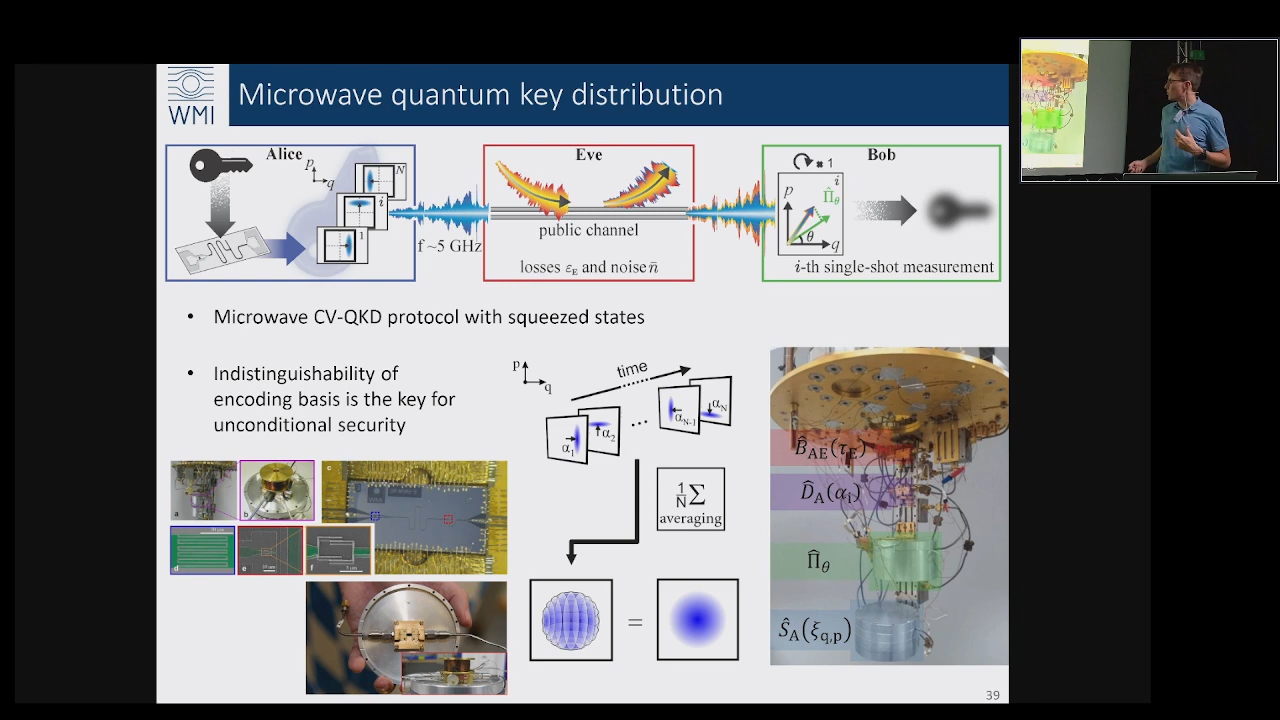 WMI
Microwave quantum key distribution
Alice
p
q
N
i
1
f ~5 GHz
Eve
public channel
losses ε_E and noise n̄
Bob
1
p
i
Π̂_θ
θ
q
i-th single-shot measurement
• Microwave CV-QKD protocol with squeezed states
• Indistinguishability of
encoding basis is the key for
unconditional security
p
q
time
α_1
α_2
...
α_N-1
α_N
1/N Σ
averaging
=
a
b
c
d
e
f
B̂_AE(τ_E)
D̂_A(α_i)
Π̂_θ
Ŝ_A(ξ_q,p)
39